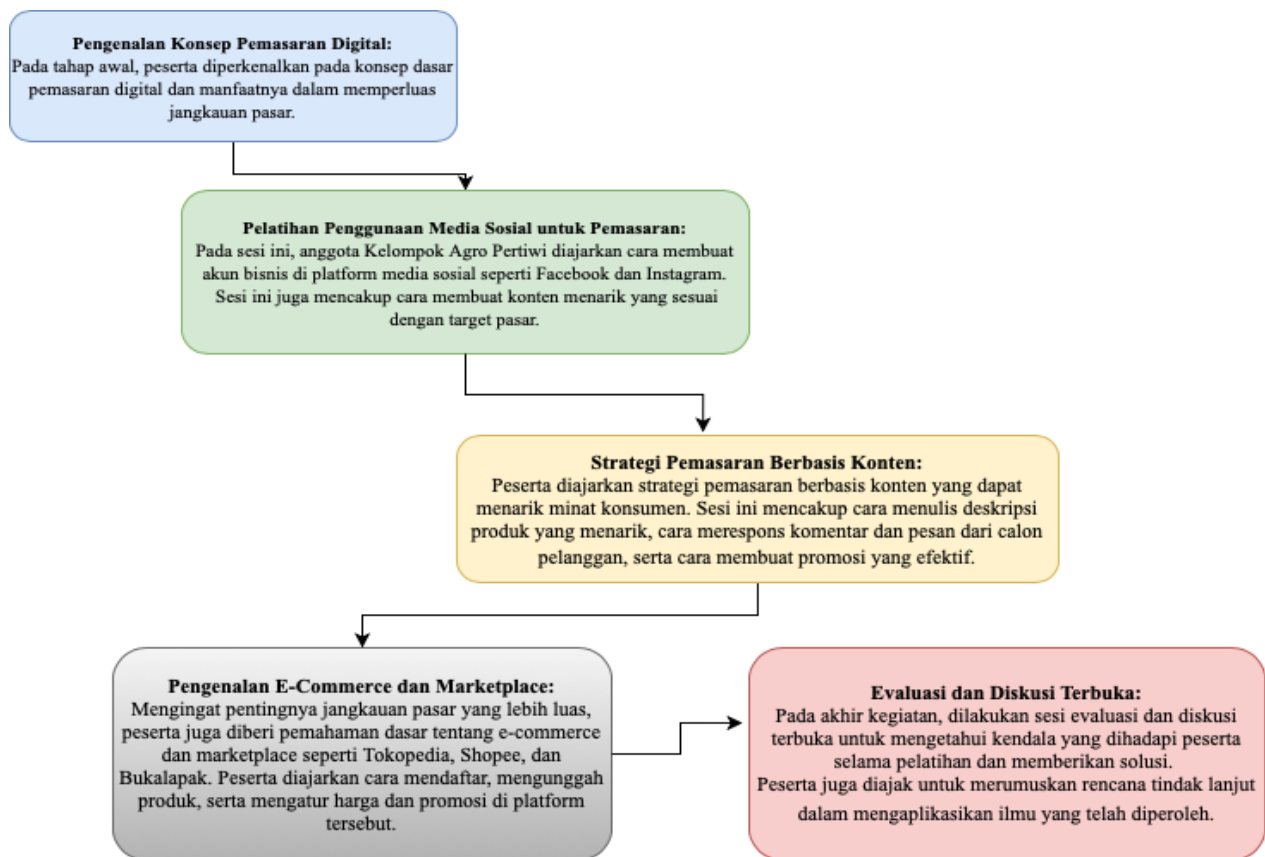 Pengenalan Konsep Pemasaran Digital:
Pada tahap awal, peserta diperkenalkan pada konsep dasar
pemasaran digital dan manfaatnya dalam memperluas
jangkauan pasar.
Pelatihan Penggunaan Media Sosial untuk Pemasaran:
Pada sesi ini, anggota Kelompok Agro Pertiwi diajarkan cara membuat
akun bisnis di platform media sosial seperti Facebook dan Instagram.
Sesi ini juga mencakup cara membuat konten menarik yang sesuai
dengan target pasar.
Strategi Pemasaran Berbasis Konten:
Peserta diajarkan strategi pemasaran berbasis konten yang dapat
menarik minat konsumen. Sesi ini mencakup cara menulis deskripsi
produk yang menarik, cara merespons komentar dan pesan dari calon
pelanggan, serta cara membuat promosi yang efektif.
Pengenalan E-Commerce dan Marketplace:
Mengingat pentingnya jangkauan pasar yang lebih luas,
peserta juga diberi pemahaman dasar tentang e-commerce
dan marketplace seperti Tokopedia, Shopee, dan
Bukalapak. Peserta diajarkan cara mendaftar, mengunggah
produk, serta mengatur harga dan promosi di platform
tersebut.
Evaluasi dan Diskusi Terbuka:
Pada akhir kegiatan, dilakukan sesi evaluasi dan diskusi
terbuka untuk mengetahui kendala yang dihadapi peserta
selama pelatihan dan memberikan solusi.
Peserta juga diajak untuk merumuskan rencana tindak lanjut
dalam mengaplikasikan ilmu yang telah diperoleh.